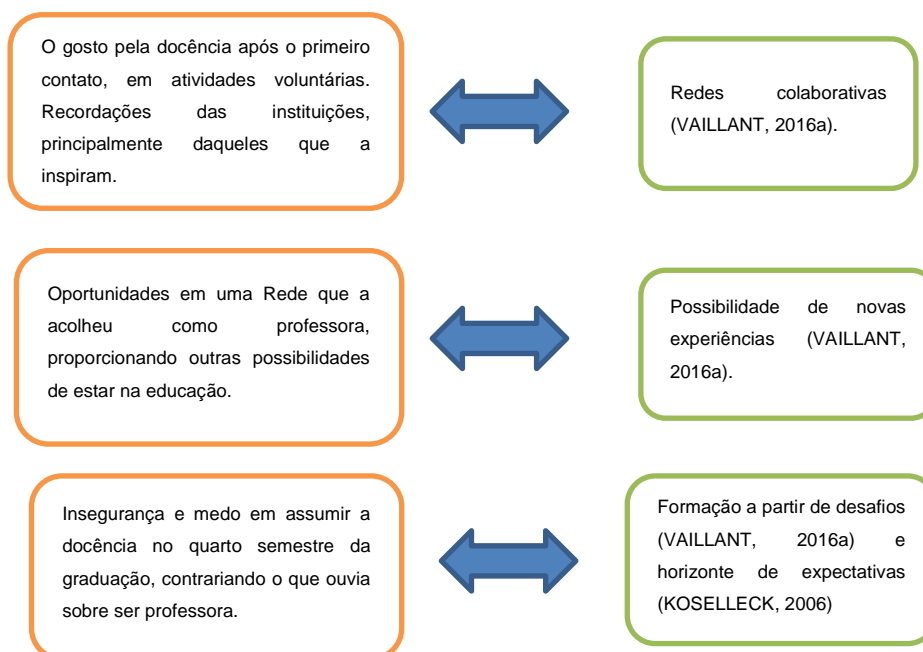 O gosto pela docência após o primeiro
contato, em atividades voluntárias.
Recordações das instituições,
principalmente daqueles que a
inspiram.
Redes colaborativas
(VAILLANT, 2016a).
Oportunidades em uma Rede que a
acolheu como professora,
proporcionando outras possibilidades
de estar na educação.
Possibilidade de novas
experiências (VAILLANT,
2016a).
Insegurança e medo em assumir a
docência no quarto semestre da
graduação, contrariando o que ouvia
sobre ser professora.
Formação a partir de desafios
(VAILLANT, 2016a) e
horizonte de expectativas
(KOSELLECK, 2006)